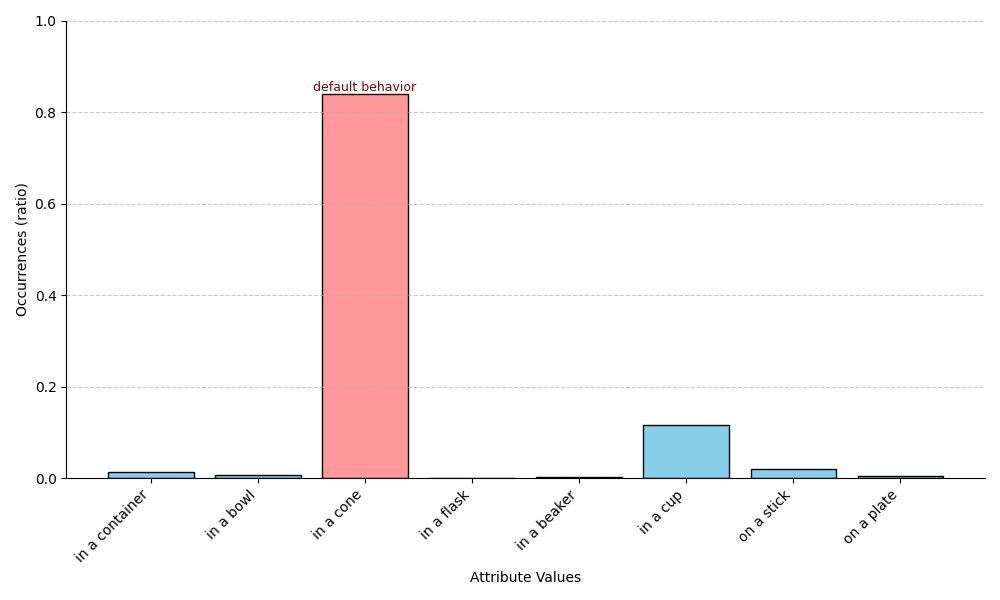 default behavior
Occurrences (ratio)
1.0
0.8
0.6
0.4
0.2
0.0
in a container
in a bowl
in a cone
in a flask
in a beaker
in a cup
on a stick
on a plate
Attribute Values